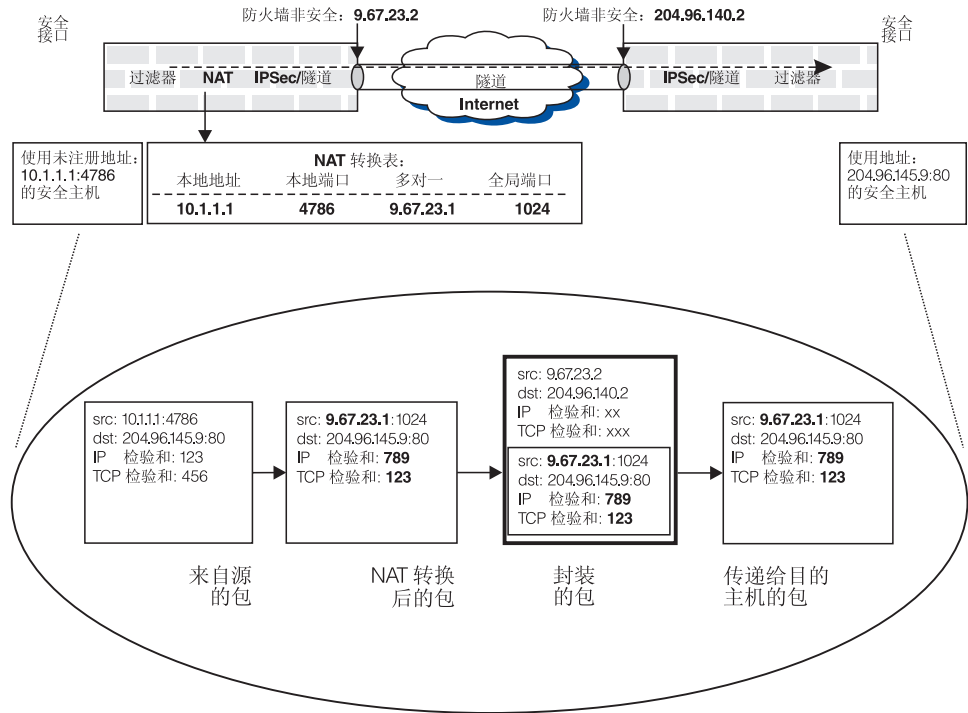 安全
接口
防火墙非安全：9.67.23.2
防火墙非安全：204.96.140.2
安全
接口
过滤器 NAT IPSec/隧道
隧道
Internet
IPSec/隧道 过滤器
使用未注册地址：
10.1.1.1:4786
的安全主机
NAT 转换表：
本地地址 本地端口 多对一 全局端口
10.1.1.1 4786 9.67.23.1 1024
使用地址：
204.96.145.9:80
的安全主机
src: 10.1.1.1:4786
dst: 204.96.145.9:80
IP 检验和: 123
TCP 检验和: 456
src: 9.67.23.1:1024
dst: 204.96.145.9:80
IP 检验和: 789
TCP 检验和: 123
src: 9.67.23.2
dst: 204.96.140.2
IP 检验和: xx
TCP 检验和: xxx
src: 9.67.23.1:1024
dst: 204.96.145.9:80
IP 检验和: 789
TCP 检验和: 123
src: 9.67.23.1:1024
dst: 204.96.145.9:80
IP 检验和: 789
TCP 检验和: 123
来自源
的包
NAT 转换
后的包
封装
的包
传递给目的
主机的包